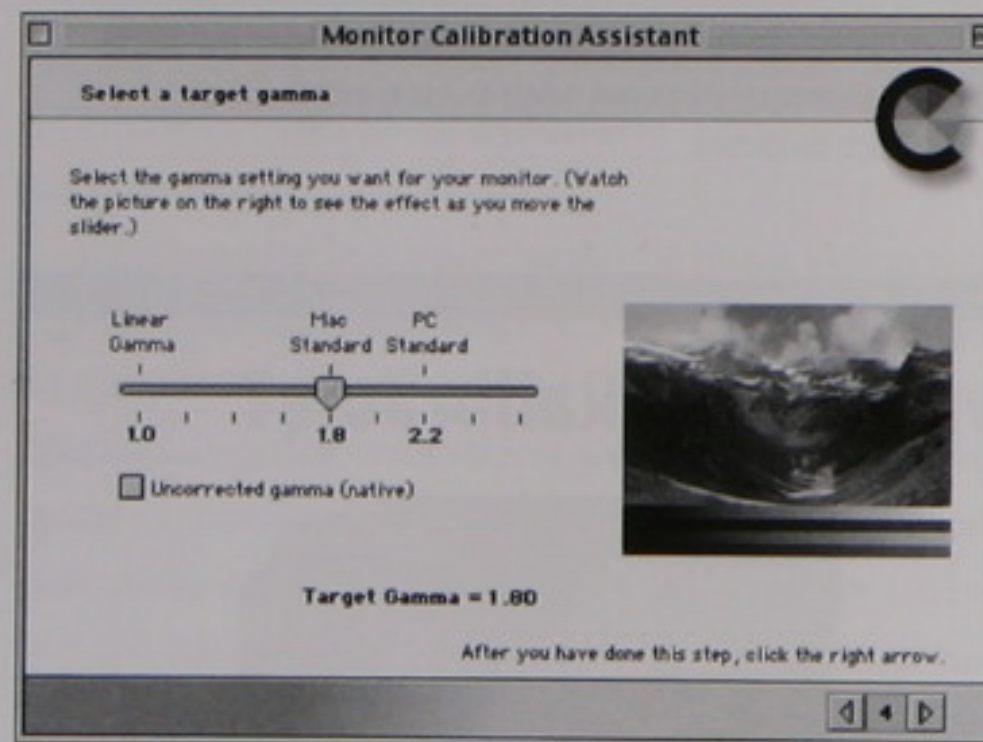 Monitor Calibration Assistant
Select a target gamma
Select the gamma setting you want for your monitor. (Watch
the picture on the right to see the effect as you move the
slider.)
Linear Gamma
Mac Standard
PC Standard
1.0 1.8 2.2
Uncorrected gamma (native)
Target Gamma = 1.80
After you have done this step, click the right arrow.
4